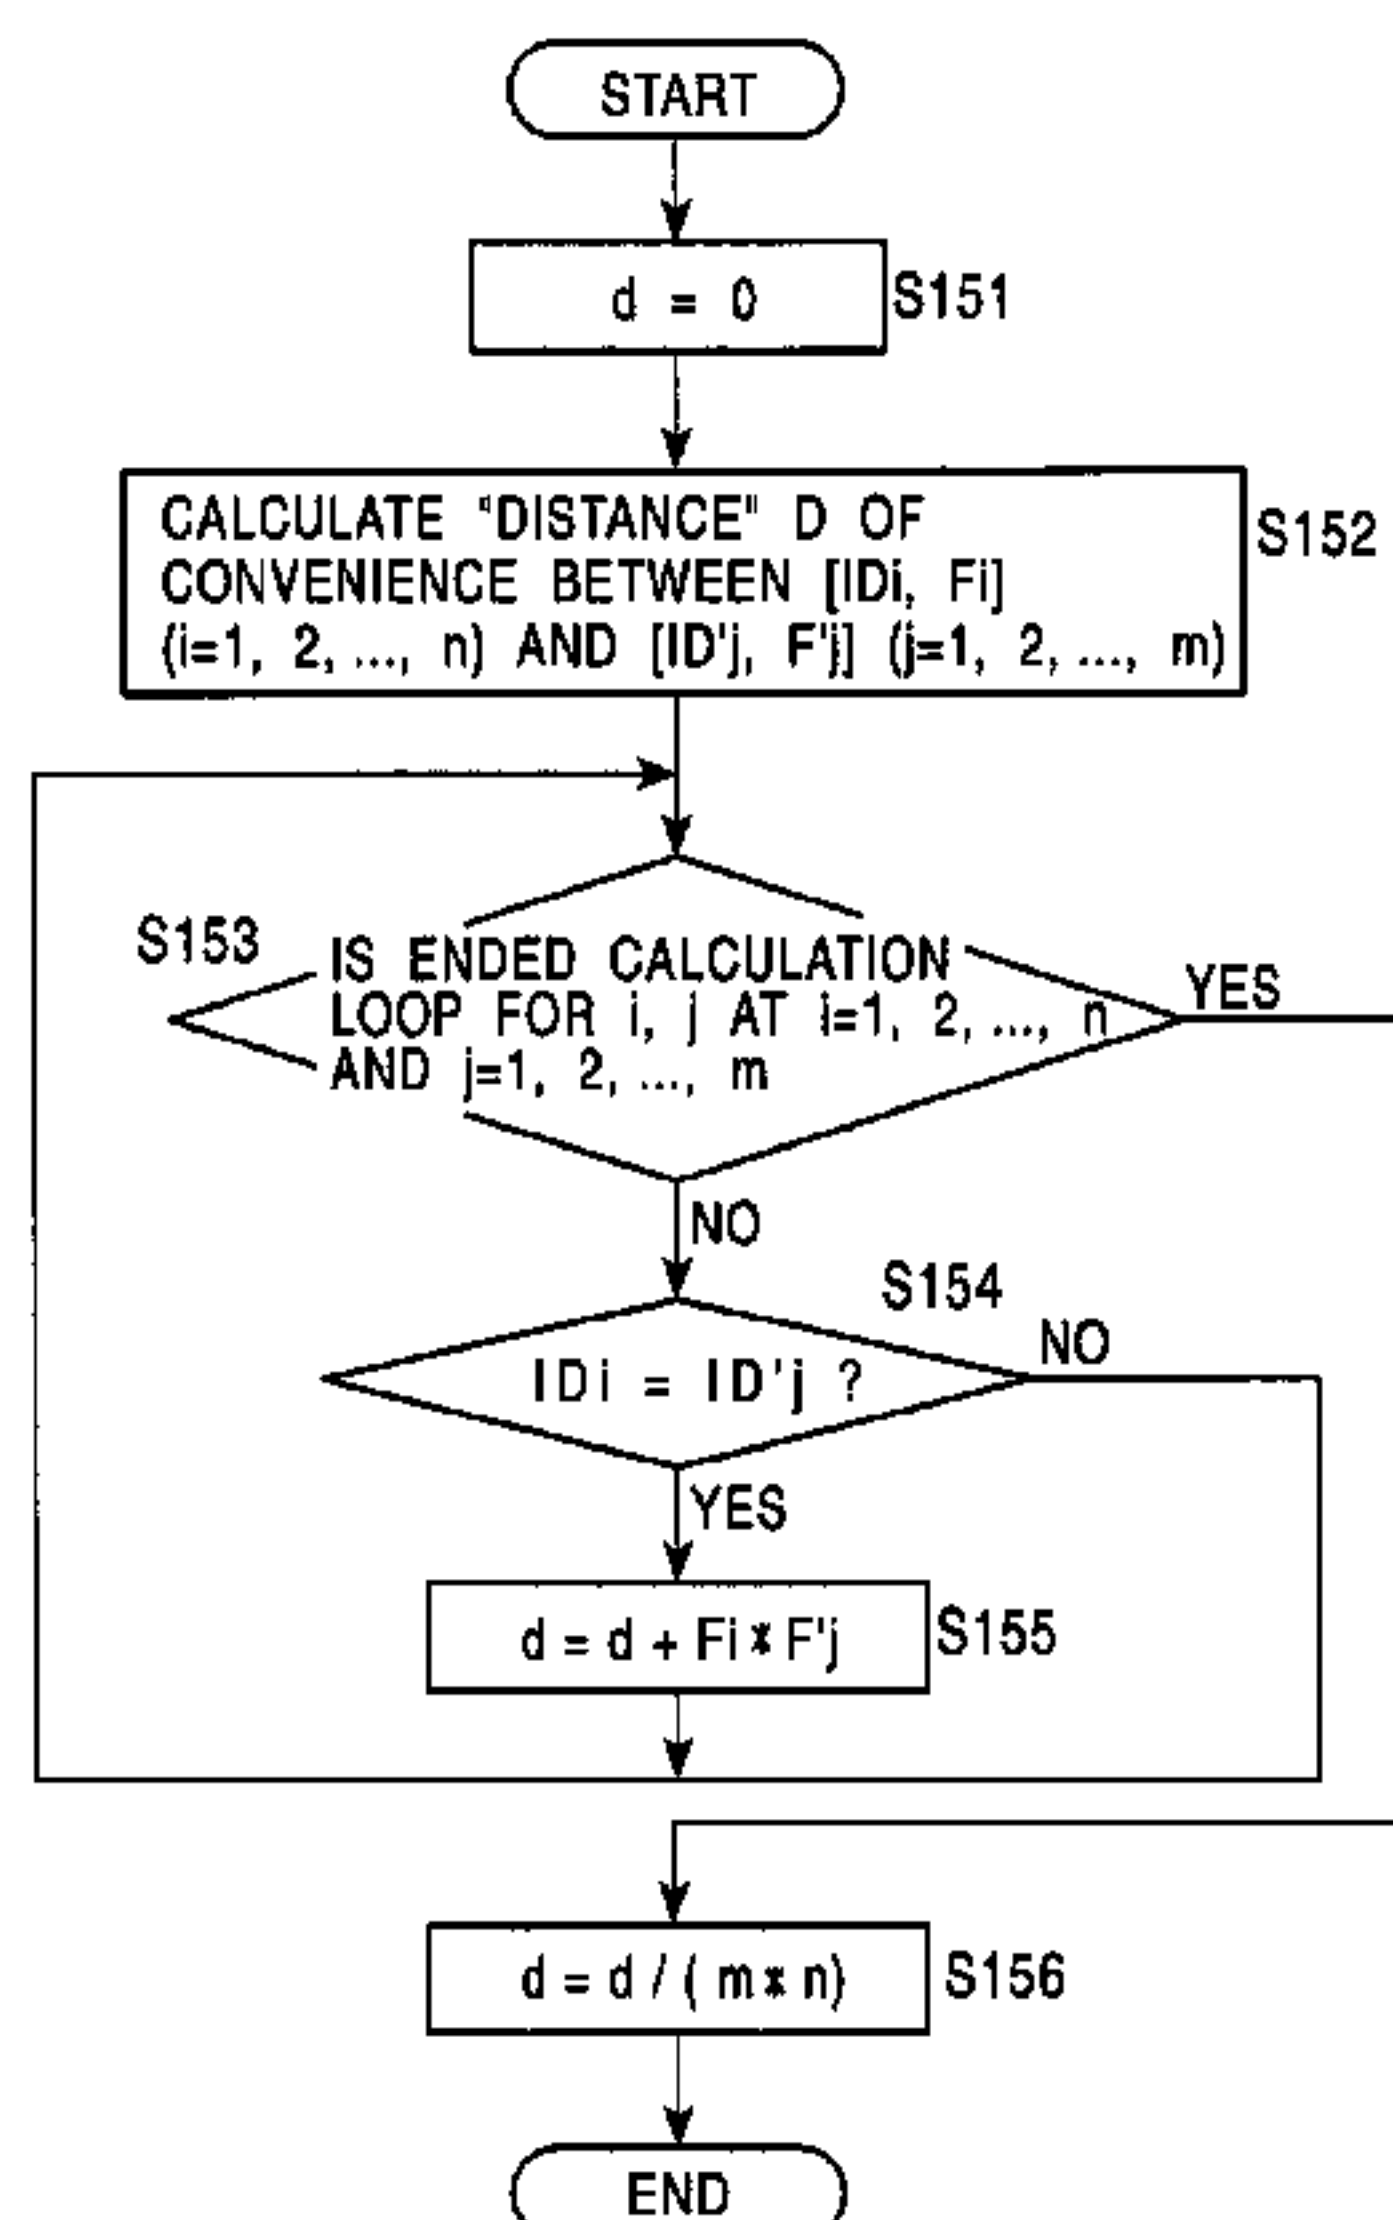 START
d = 0
S151
CALCULATE "DISTANCE" D OF
CONVENIENCE BETWEEN [IDi, Fi]
(i=1, 2, ..., n) AND [ID'j, F'j] (j=1, 2, ..., m)
S152
S153
IS ENDED CALCULATION
LOOP FOR i, j AT i=1, 2, ..., n
AND j=1, 2, ..., m
YES
NO
S154
IDi = ID'j ?
NO
YES
d = d + Fi * F'j
S155
d = d / ( m * n)
S156
END